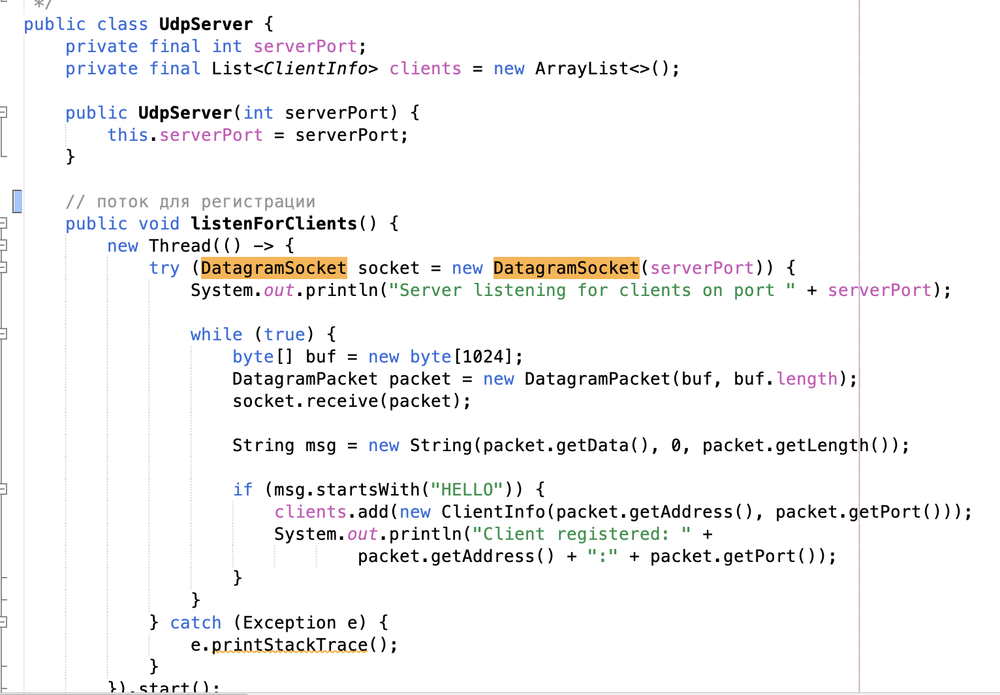 */
public class UdpServer {
    private final int serverPort;
    private final List<ClientInfo> clients = new ArrayList<>();

    public UdpServer(int serverPort) {
        this.serverPort = serverPort;
    }

    // поток для регистрации
    public void listenForClients() {
        new Thread(() -> {
            try (DatagramSocket socket = new DatagramSocket(serverPort)) {
                System.out.println("Server listening for clients on port " + serverPort);

                while (true) {
                    byte[] buf = new byte[1024];
                    DatagramPacket packet = new DatagramPacket(buf, buf.length);
                    socket.receive(packet);

                    String msg = new String(packet.getData(), 0, packet.getLength());

                    if (msg.startsWith("HELLO")) {
                        clients.add(new ClientInfo(packet.getAddress(), packet.getPort()));
                        System.out.println("Client registered: " +
                                packet.getAddress() + ":" + packet.getPort());
                    }
                }
            } catch (Exception e) {
                e.printStackTrace();
            }
        }).start();